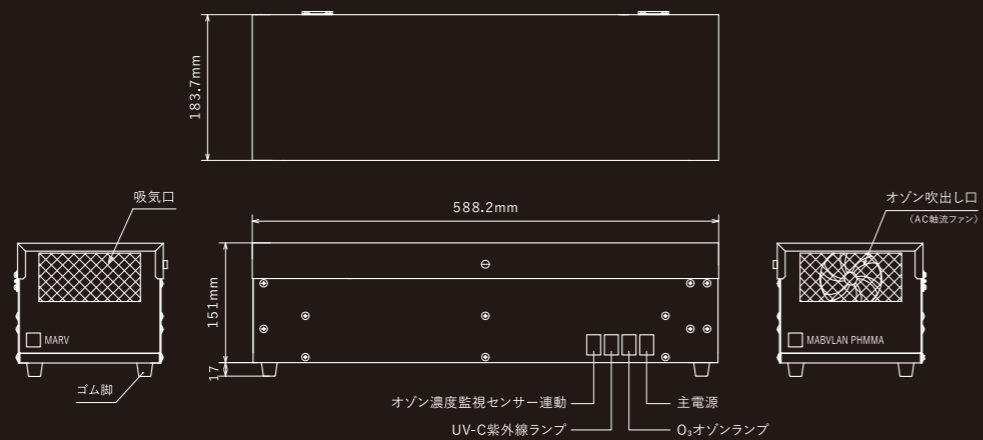 183.7mm
吸気口
588.2mm
オゾン吹出し口
(AC軸流ファン)
151mm
MARV
MABVLAN PHMMA
17
ゴム脚
オゾン濃度監視センサー連動
主電源
UV-C紫外線ランプ
O₃オゾンランプ